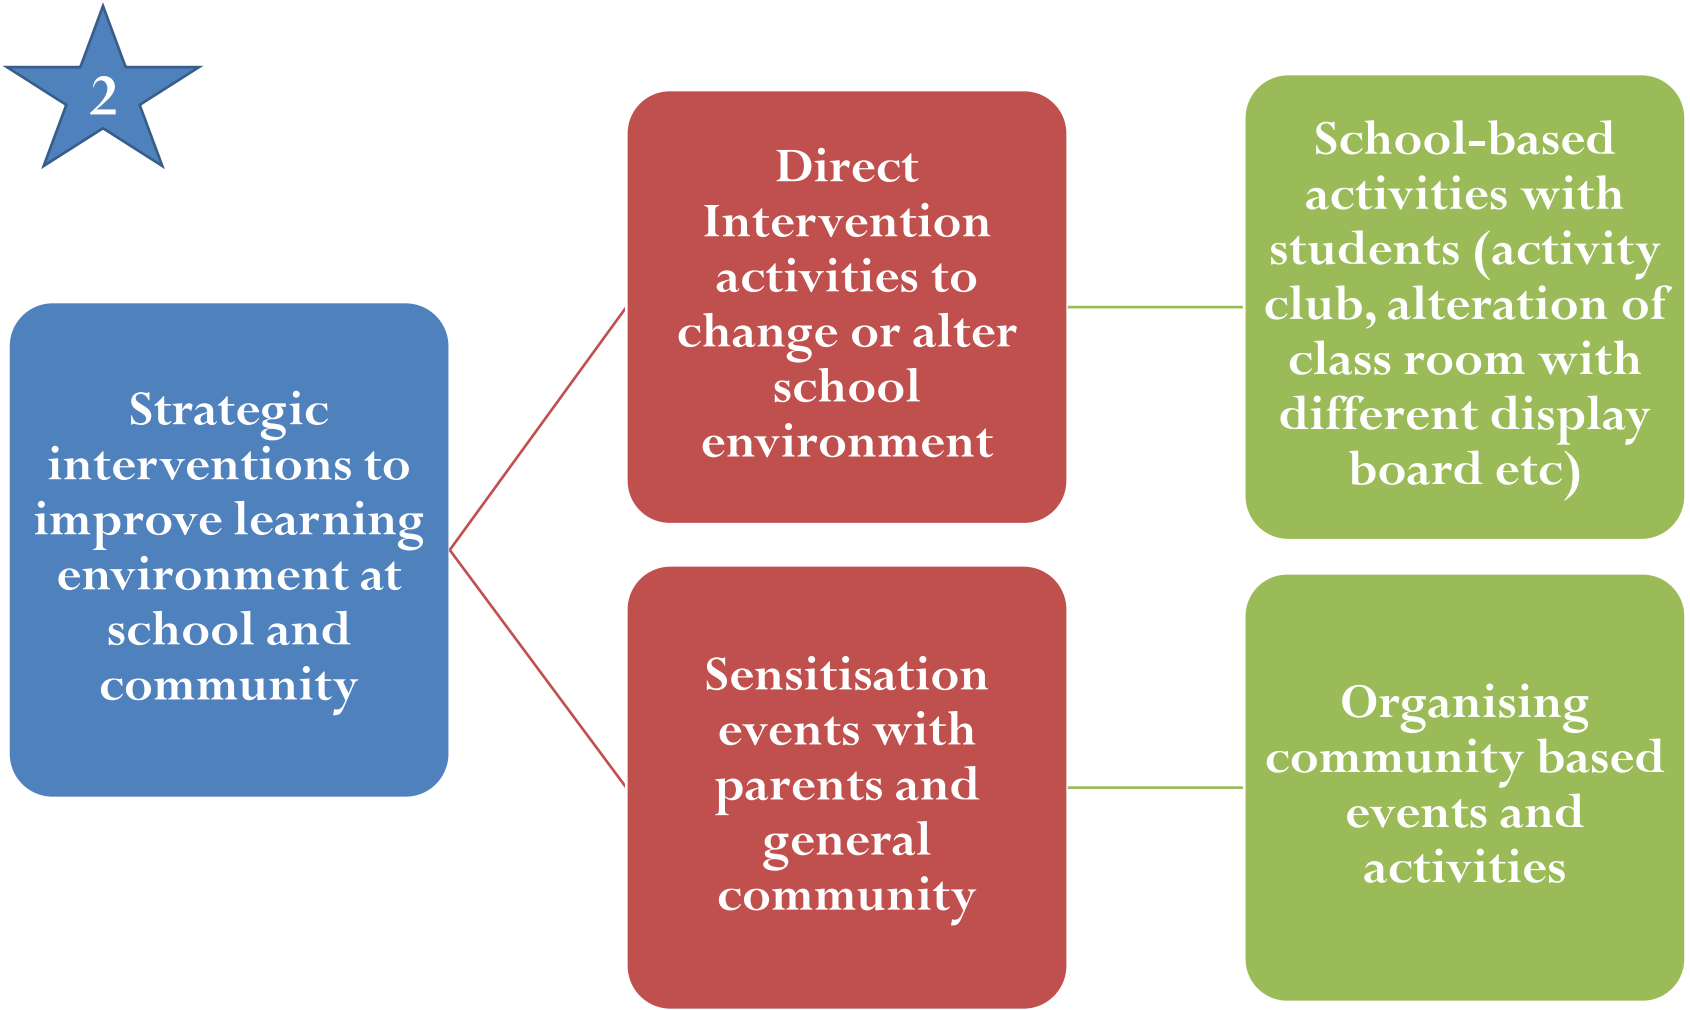 2
Strategic
interventions to
improve learning
environment at
school and
community
Direct
Intervention
activities to
change or alter
school
environment
School-based
activities with
students (activity
club, alteration of
class room with
different display
board etc)
Sensitisation
events with
parents and
general
community
Organising
community based
events and
activities